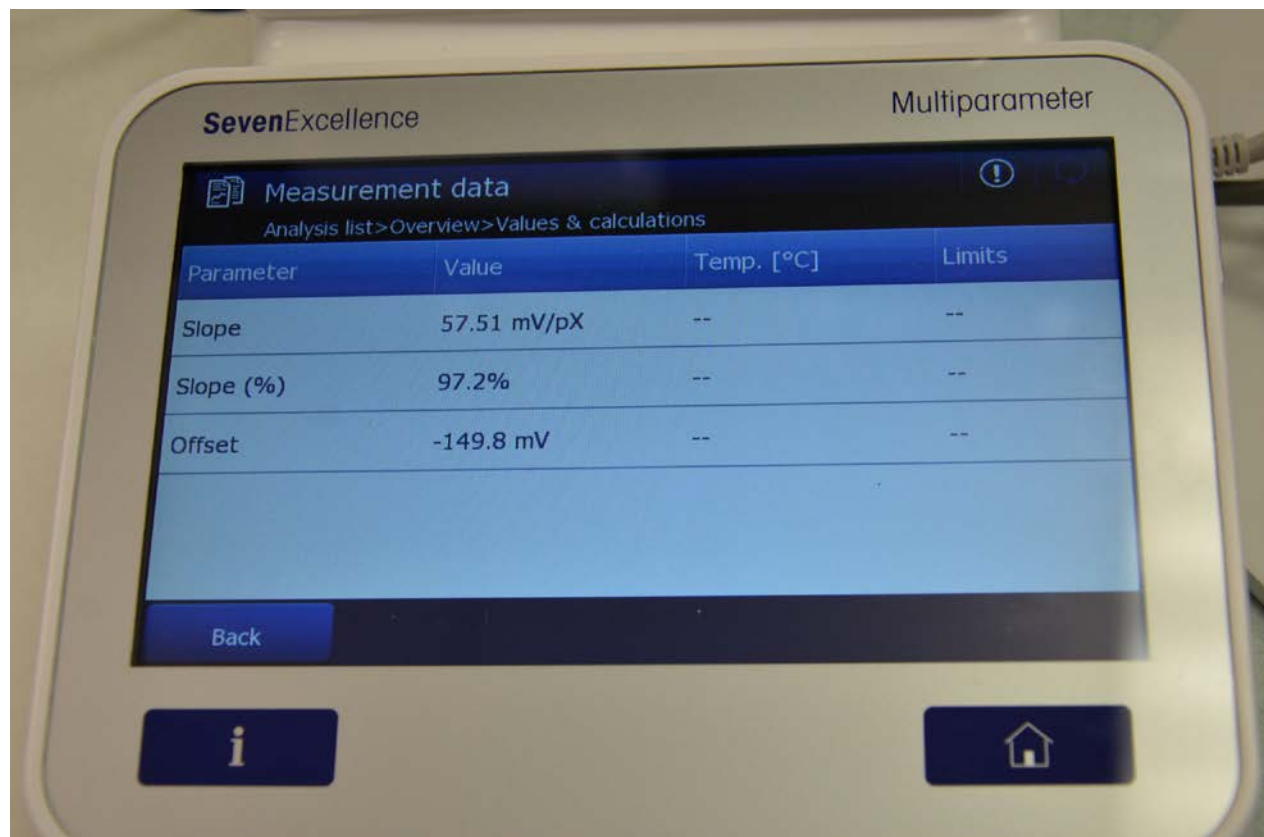 SevenExcellence
Multiparameter
Measurement data
Analysis list>Overview>Values & calculations
Parameter Value Temp. [°C] Limits
Slope 57.51 mV/pX -- --
Slope (%) 97.2% -- --
Offset -149.8 mV -- --
Back
i